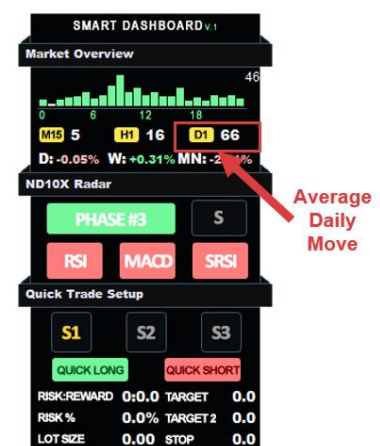 SMART DASHBOARD V.1
Market Overview
46
0 6 12 18
M15 5 H1 16 D1 66
D: -0.05% W: +0.31% MN: -2. 1%
Average
Daily
Move
ND10X Radar
PHASE #3 S
RSI MACD SRSI
Quick Trade Setup
S1 S2 S3
QUICK LONG QUICK SHORT
RISK:REWARD 0:0.0 TARGET 0.0
RISK % 0.0% TARGET 2 0.0
LOT SIZE 0.00 STOP 0.0